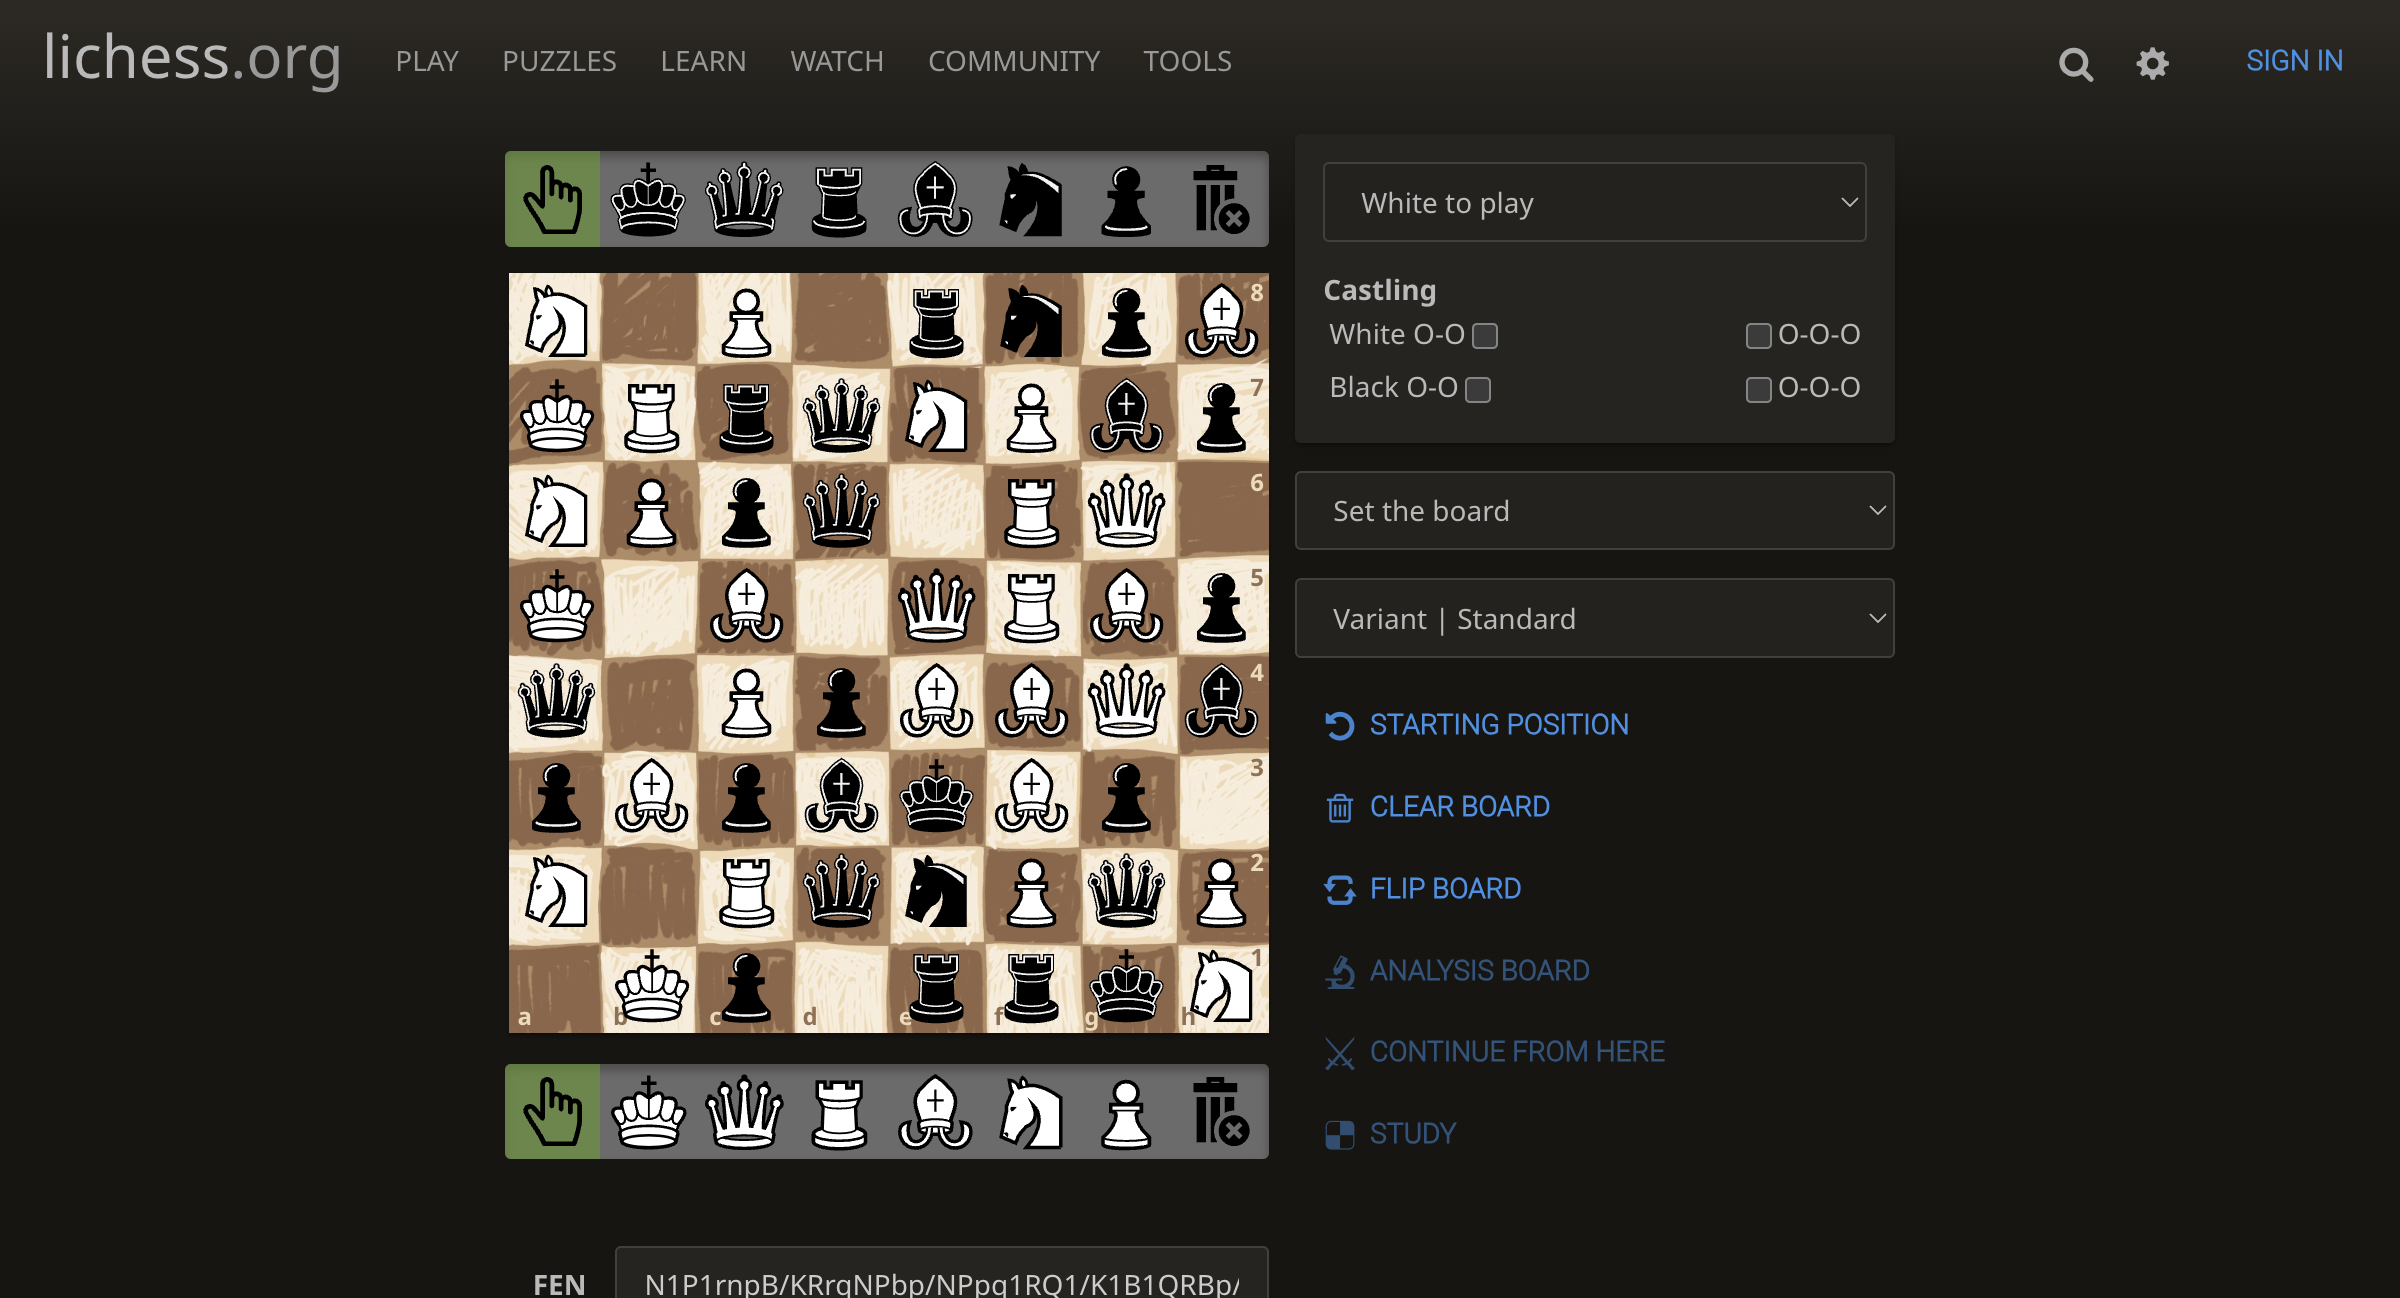 lichess.org PLAY PUZZLES LEARN WATCH COMMUNITY TOOLS SIGN IN
White to play
Castling
White O-O O-O-O
Black O-O O-O-O
Set the board
Variant | Standard
STARTING POSITION
CLEAR BOARD
FLIP BOARD
ANALYSIS BOARD
CONTINUE FROM HERE
STUDY
8
7
6
5
4
3
2
1
a b c d e f g h
FEN N1P1rnpB/KRrqNPbp/NPpq1RQ1/K1B1QRBp/